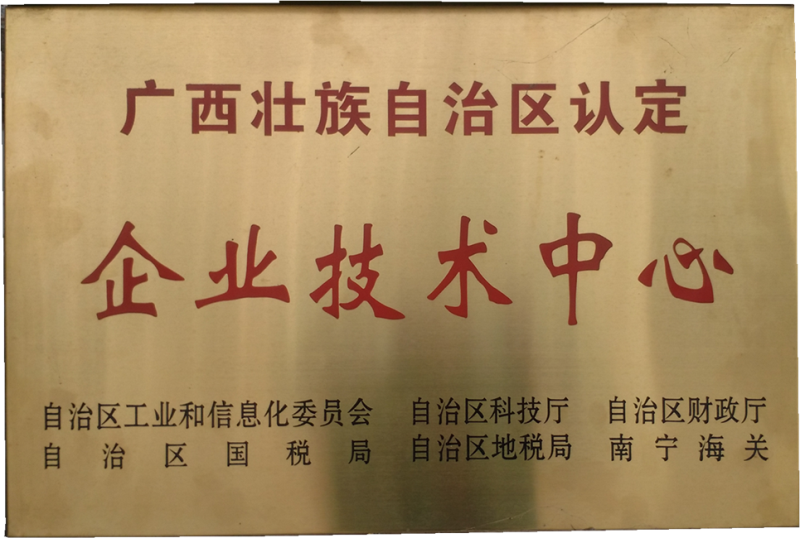 广西壮族自治区认定
企业技术中心
自治区工业和信息化委员会 自治区科技厅 自治区财政厅
自治区国税局 自治区地税局 南宁海关